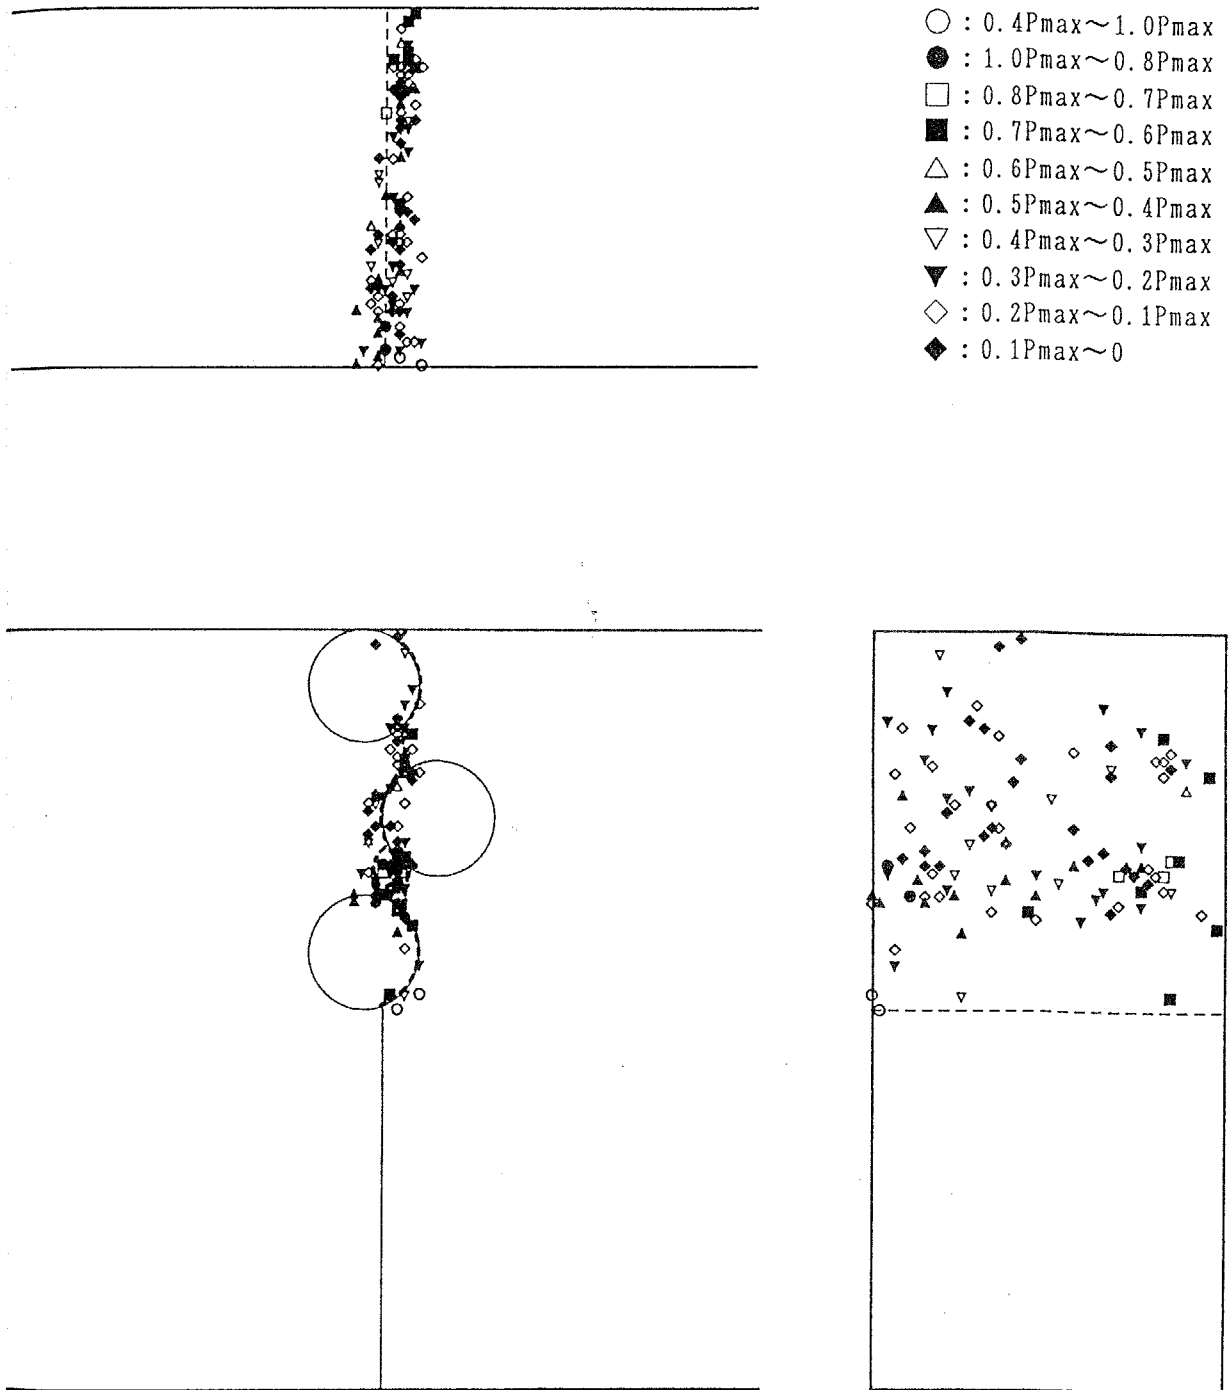 ○ : 0.4Pmax～1.0Pmax
● : 1.0Pmax～0.8Pmax
□ : 0.8Pmax～0.7Pmax
■ : 0.7Pmax～0.6Pmax
△ : 0.6Pmax～0.5Pmax
▲ : 0.5Pmax～0.4Pmax
▽ : 0.4Pmax～0.3Pmax
▼ : 0.3Pmax～0.2Pmax
◇ : 0.2Pmax～0.1Pmax
◆ : 0.1Pmax～0